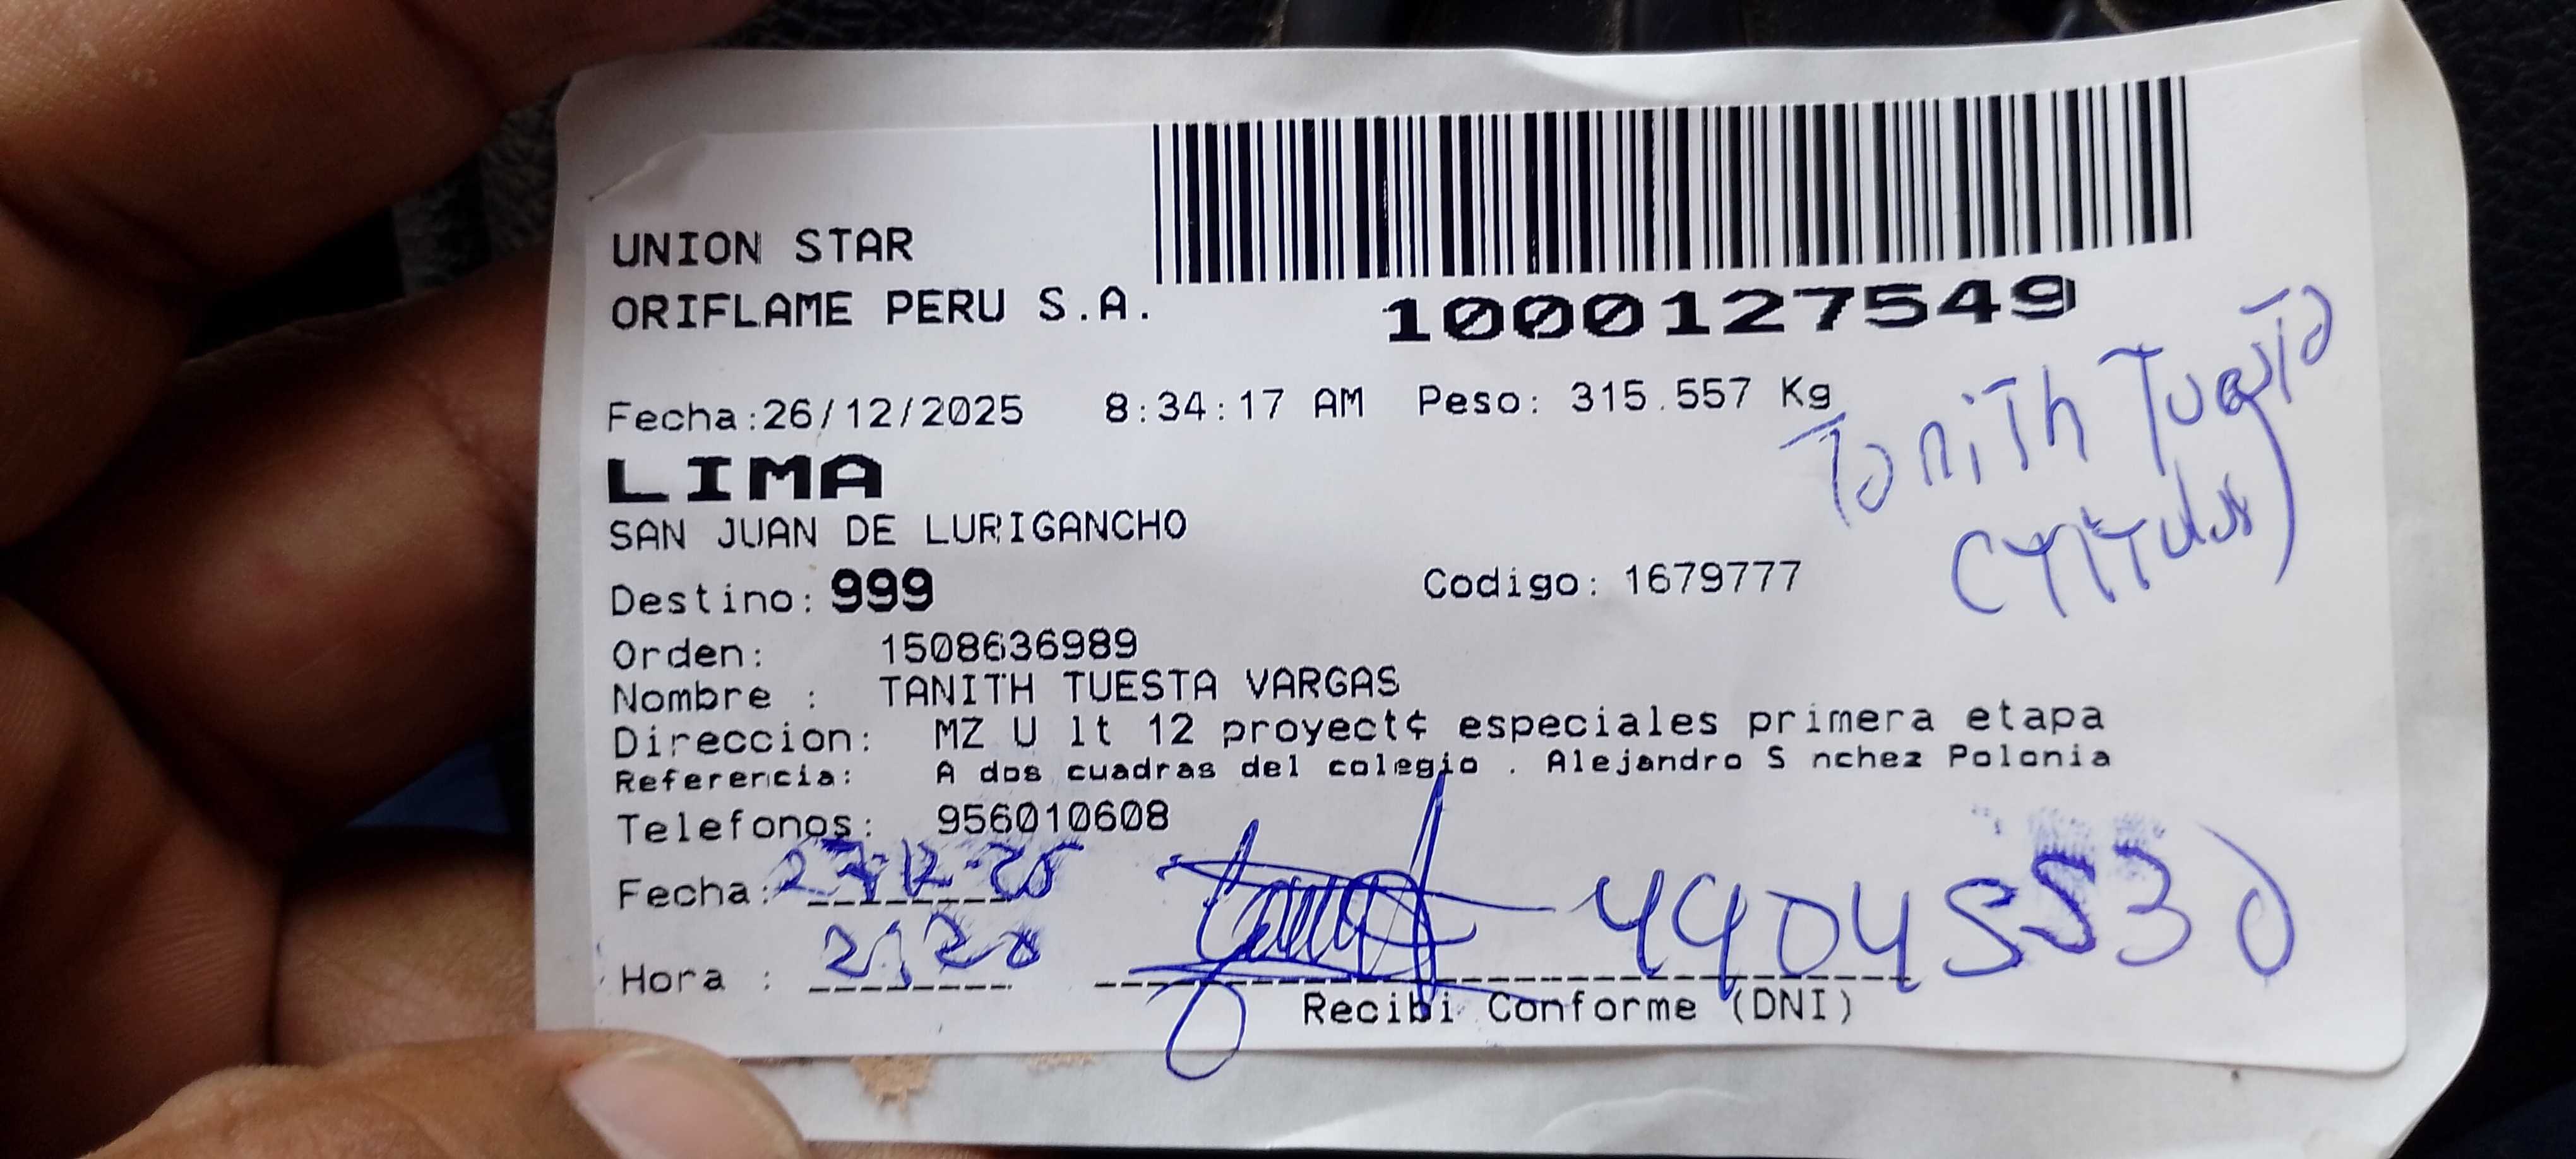 UNION STAR
ORIFLAME PERU S.A.
1000127549
Fecha:26/12/2025 8:34:17 AM Peso: 315.557 Kg
Tanith Tuesta
LIMA
SAN JUAN DE LURIGANCHO
(Titular)
Destino: 999 Codigo: 1679777
Orden: 1508636989
Nombre : TANITH TUESTA VARGAS
Direccion: MZ U lt 12 proyect¢ especiales primera etapa
Referencia: A dos cuadras del colegio . Alejandro S nchez Polonia
Telefonos: 956010608
Fecha: 27-12-25
Hora :
44045530
Recibi Conforme (DNI)